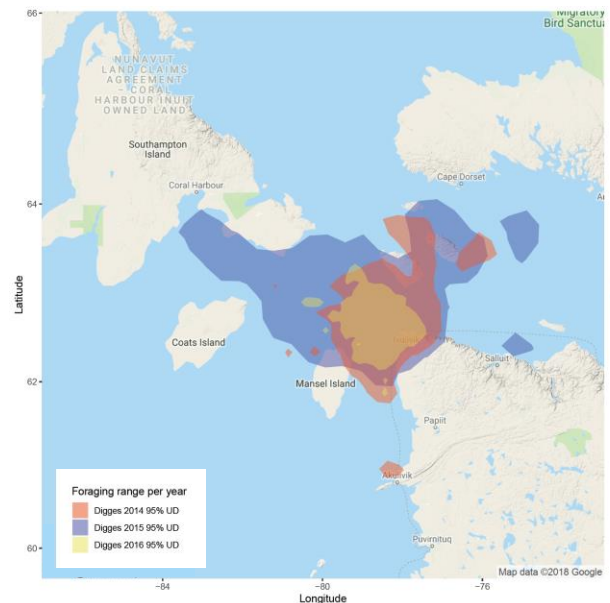 66
Migratory
Bird Sanctu
NUNAVUT
LAND CLAIMS
AGREEMENT
- CORAL
HARBOUR INUIT
OWNED LAND
Southampton
Island
Coral Harbour
Cape Dorset
64
Latitude
Coats Island
Mansel Island
Salluit
62
Papiit
Akulivik
Foraging range per year
Digges 2014 95% UD
Digges 2015 95% UD
Digges 2016 95% UD
Puvirnituq
60
Map data ©2018 Google
−84
−80
−76
Longitude